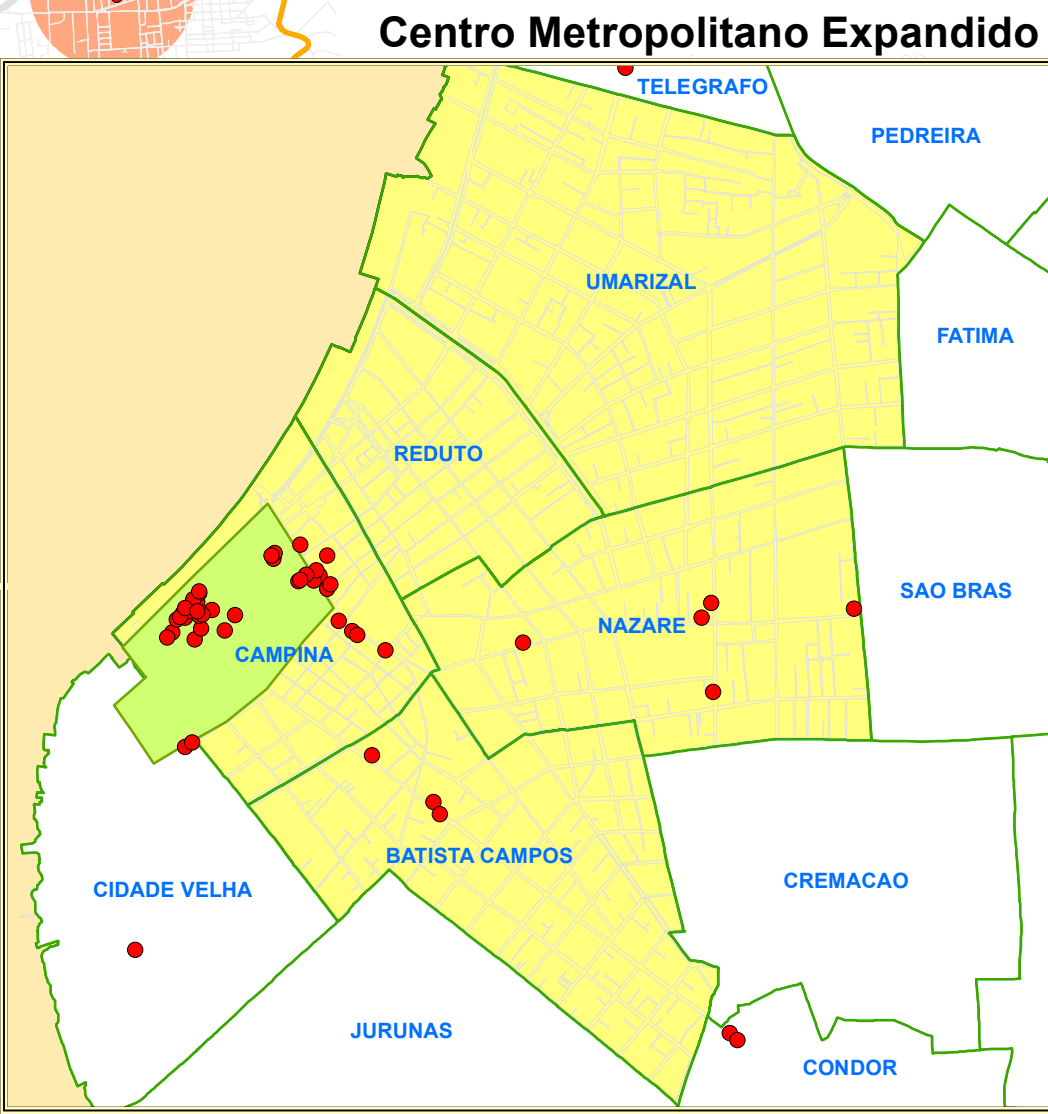 Centro Metropolitano Expandido
TELEGRAFO
PEDREIRA
UMARIZAL
FATIMA
REDUTO
SAO BRAS
NAZARE
CAMPINA
BATISTA CAMPOS
CREMACAO
CIDADE VELHA
JURUNAS
CONDOR